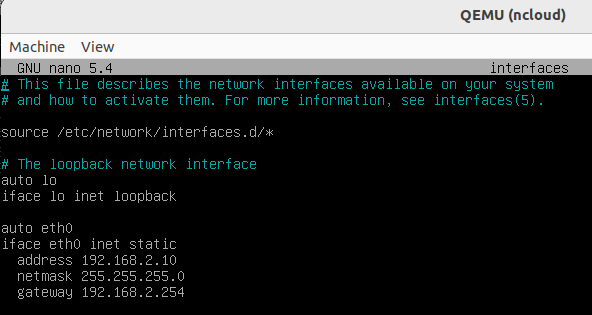 QEMU (ncloud)
Machine View
GNU nano 5.4 interfaces
# This file describes the network interfaces available on your system
# and how to activate them. For more information, see interfaces(5).
source /etc/network/interfaces.d/*
# The loopback network interface
auto lo
iface lo inet loopback
auto eth0
iface eth0 inet static
address 192.168.2.10
netmask 255.255.255.0
gateway 192.168.2.254